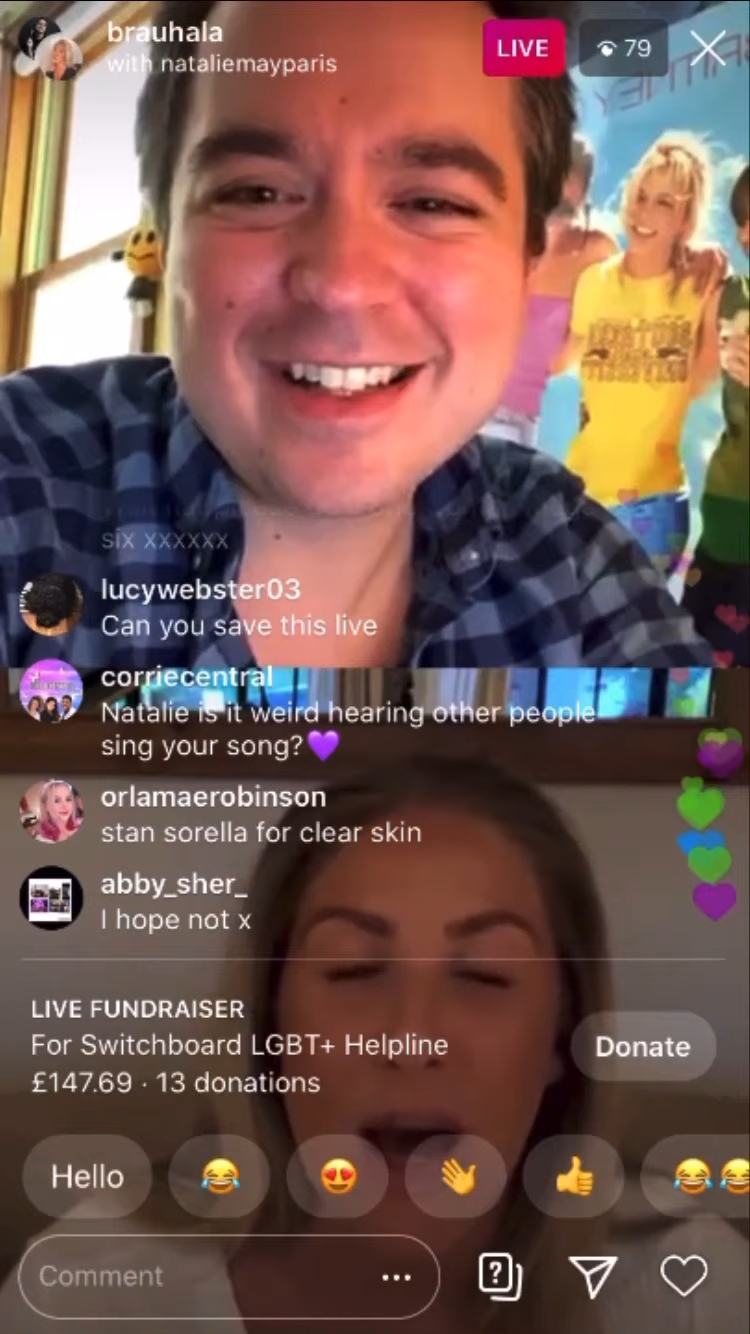 brauhala
with nataliemayparis
LIVE
79
six xxxxxx
lucywebster03
Can you save this live
corriecentral
Natalie is it weird hearing other people
sing your song?💜
orlamaerobinson
stan sorella for clear skin
abby_sher_
I hope not x
LIVE FUNDRAISER
For Switchboard LGBT+ Helpline
£147.69 · 13 donations
Donate
Hello
😂
😍
👋
👍
😂😂
Comment